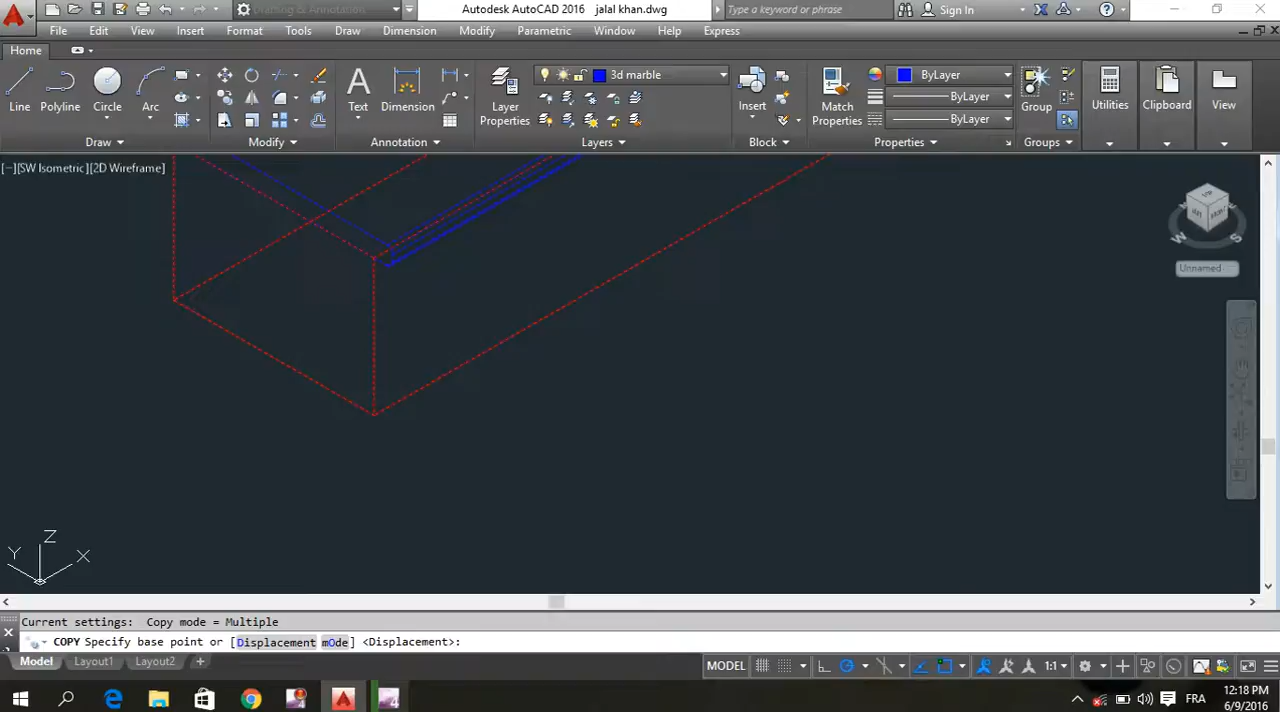 Drafting & Annotation
Autodesk AutoCAD 2016 jalal khan.dwg
Type a keyword or phrase
Sign In
File Edit View Insert Format Tools Draw Dimension Modify Parametric Window Help Express
Home
Line
Polyline
Circle
Arc
Text
Dimension
Layer
Properties
3d marble
Insert
Match
Properties
ByLayer
ByLayer
ByLayer
Group
Utilities
Clipboard
View
Draw
Modify
Annotation
Layers
Block
Properties
Groups
[−][SW Isometric][2D Wireframe]
TOP
FRONT
W
S
Unnamed
Z
Y
X
Current settings: Copy mode = Multiple
COPY Specify base point or [Displacement mOde] <Displacement>:
Model Layout1 Layout2 +
MODEL
1:1
FRA
12:18 PM
6/9/2016